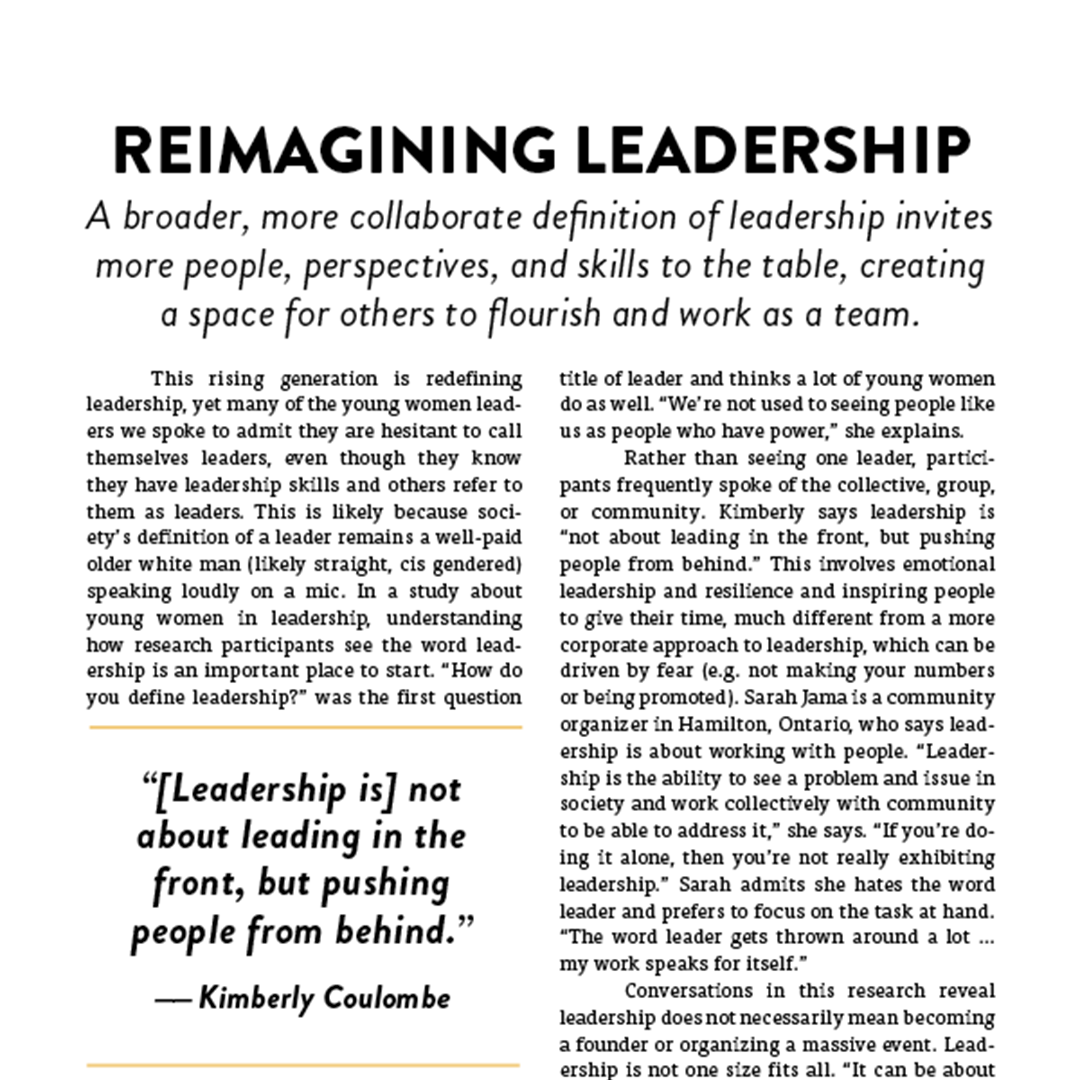 REIMAGINING LEADERSHIP
A broader, more collaborate definition of leadership invites
more people, perspectives, and skills to the table, creating
a space for others to flourish and work as a team.
This rising generation is redefining
leadership, yet many of the young women lead-
ers we spoke to admit they are hesitant to call
themselves leaders, even though they know
they have leadership skills and others refer to
them as leaders. This is likely because soci-
ety's definition of a leader remains a well-paid
older white man (likely straight, cis gendered)
speaking loudly on a mic. In a study about
young women in leadership, understanding
how research participants see the word lead-
ership is an important place to start. “How do
you define leadership?” was the first question
“[Leadership is] not
about leading in the
front, but pushing
people from behind.”
— Kimberly Coulombe
title of leader and thinks a lot of young women
do as well. “We're not used to seeing people like
us as people who have power,” she explains.
Rather than seeing one leader, partici-
pants frequently spoke of the collective, group,
or community. Kimberly says leadership is
“not about leading in the front, but pushing
people from behind.” This involves emotional
leadership and resilience and inspiring people
to give their time, much different from a more
corporate approach to leadership, which can be
driven by fear (e.g. not making your numbers
or being promoted). Sarah Jama is a community
organizer in Hamilton, Ontario, who says lead-
ership is about working with people. “Leader-
ship is the ability to see a problem and issue in
society and work collectively with community
to be able to address it,” she says. “If you're do-
ing it alone, then you're not really exhibiting
leadership.” Sarah admits she hates the word
leader and prefers to focus on the task at hand.
“The word leader gets thrown around a lot ...
my work speaks for itself.”
Conversations in this research reveal
leadership does not necessarily mean becoming
a founder or organizing a massive event. Lead-
ership is not one size fits all. “It can be about